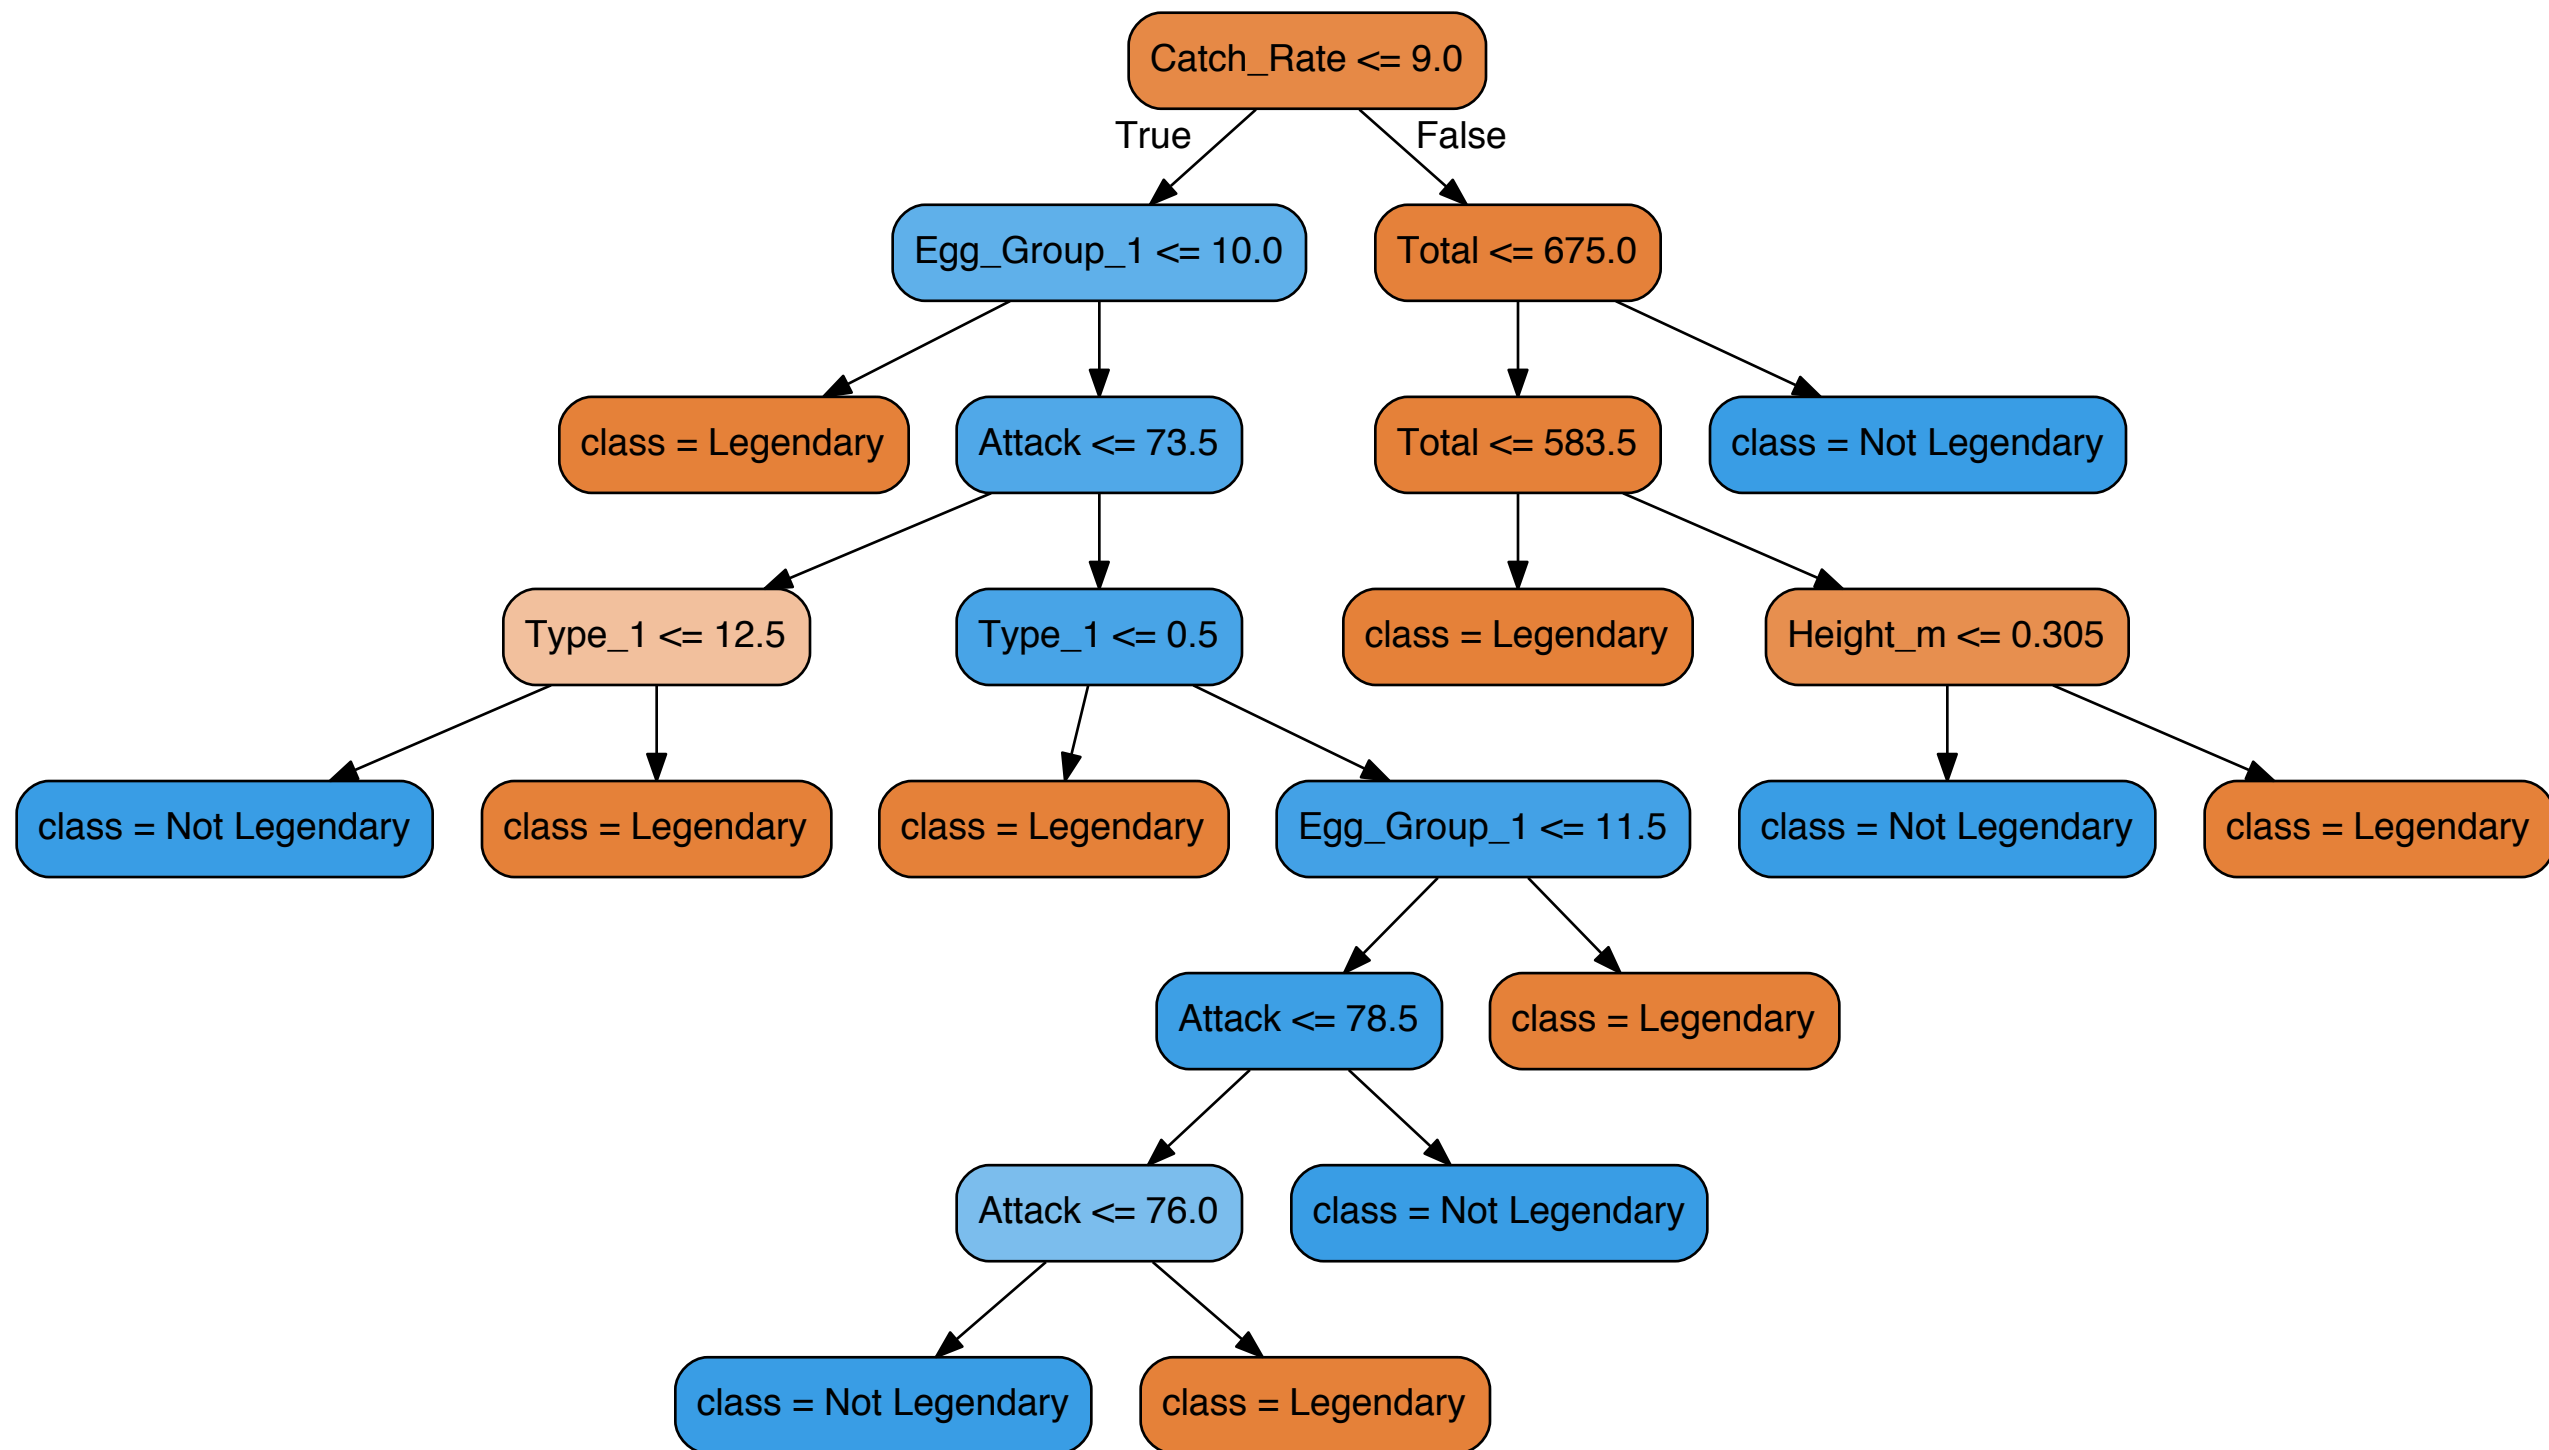 Catch_Rate <= 9.0
True
False
Egg_Group_1 <= 10.0
Total <= 675.0
class = Legendary
Attack <= 73.5
Total <= 583.5
class = Not Legendary
Type_1 <= 12.5
Type_1 <= 0.5
class = Legendary
Height_m <= 0.305
class = Not Legendary
class = Legendary
class = Legendary
Egg_Group_1 <= 11.5
class = Not Legendary
class = Legendary
Attack <= 78.5
class = Legendary
Attack <= 76.0
class = Not Legendary
class = Not Legendary
class = Legendary